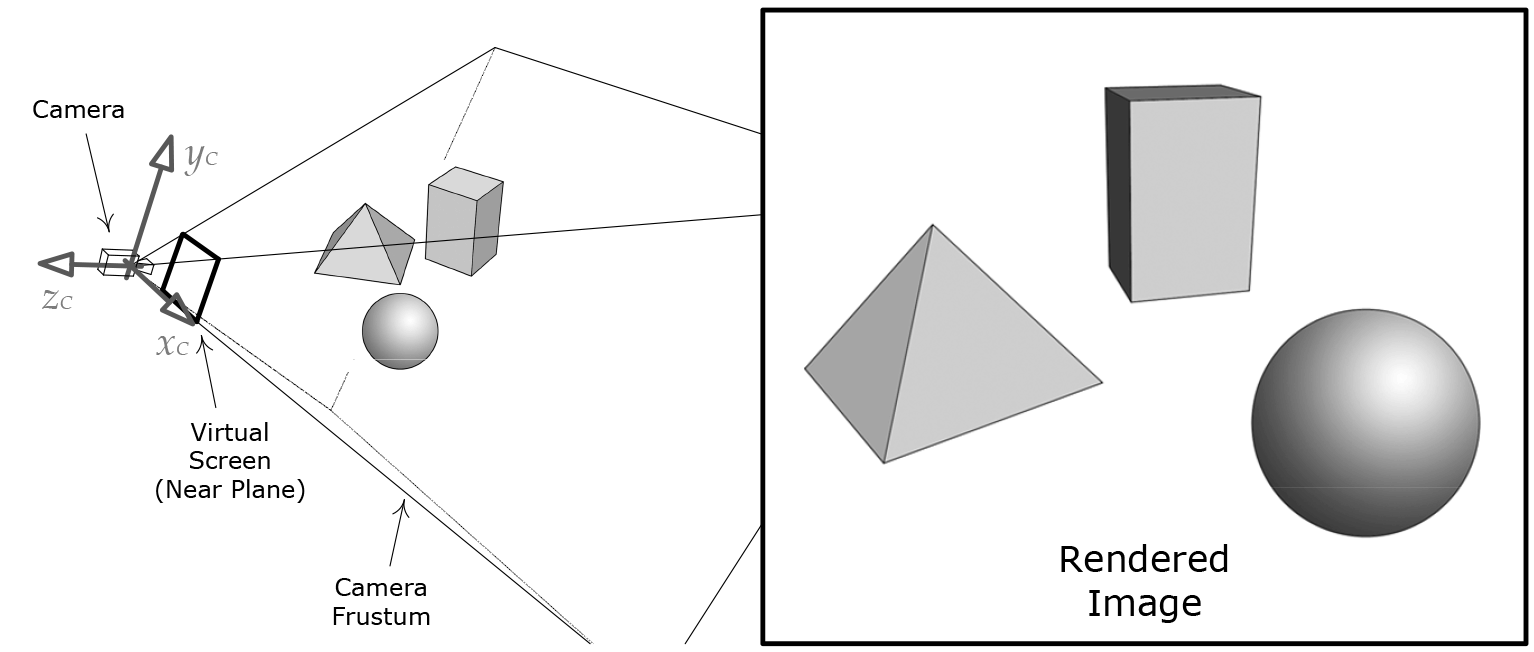 Camera
yC
zC
xC
Virtual
Screen
(Near Plane)
Camera
Frustum
Rendered
Image